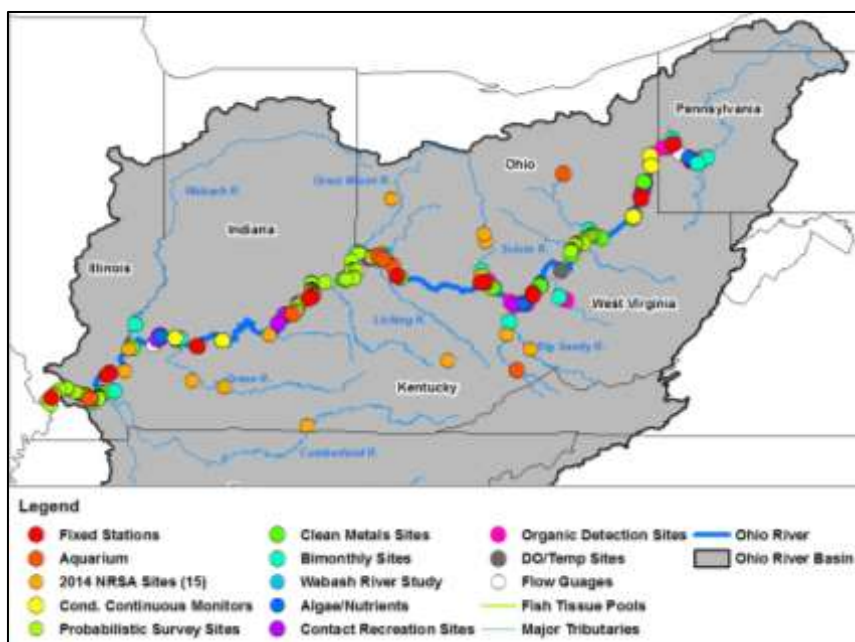 Pennsylvania
Ohio
Great Miami R.
Wabash R.
Indiana
Scioto R.
Illinois
West Virginia
Licking R.
Big Sandy R.
Green R.
Kentucky
Cumberland R.
Legend
Fixed Stations
Clean Metals Sites
Organic Detection Sites
Ohio River
Aquarium
Bimonthly Sites
DO/Temp Sites
Ohio River Basin
2014 NRSA Sites (15)
Wabash River Study
Flow Guages
Cond. Continuous Monitors
Algae/Nutrients
Fish Tissue Pools
Probabilistic Survey Sites
Contact Recreation Sites
Major Tributaries